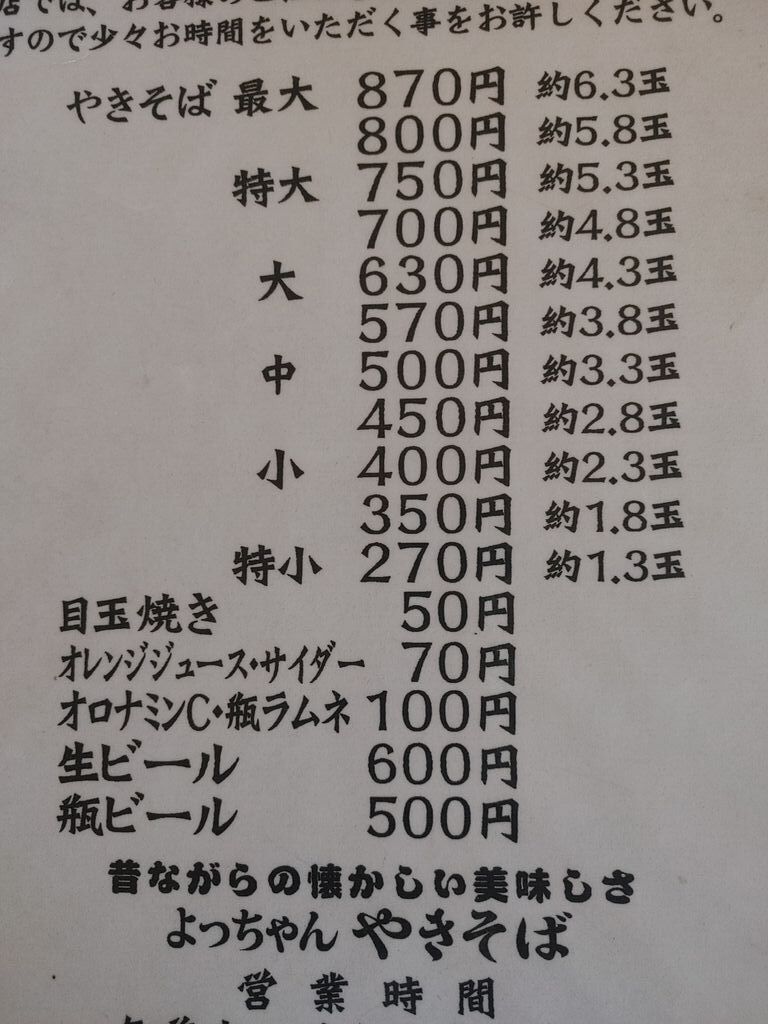 店では、お客様の
すので少々お時間をいただく事をお許しください。
やきそば 最大 870円 約6.3玉
800円 約5.8玉
特大 750円 約5.3玉
700円 約4.8玉
大 630円 約4.3玉
570円 約3.8玉
中 500円 約3.3玉
450円 約2.8玉
小 400円 約2.3玉
350円 約1.8玉
特小 270円 約1.3玉
目玉焼き 50円
オレンジジュース・サイダー 70円
オロナミンC・瓶ラムネ 100円
生ビール 600円
瓶ビール 500円
昔ながらの懐かしい美味しさ
よっちゃん やきそば
営業時間